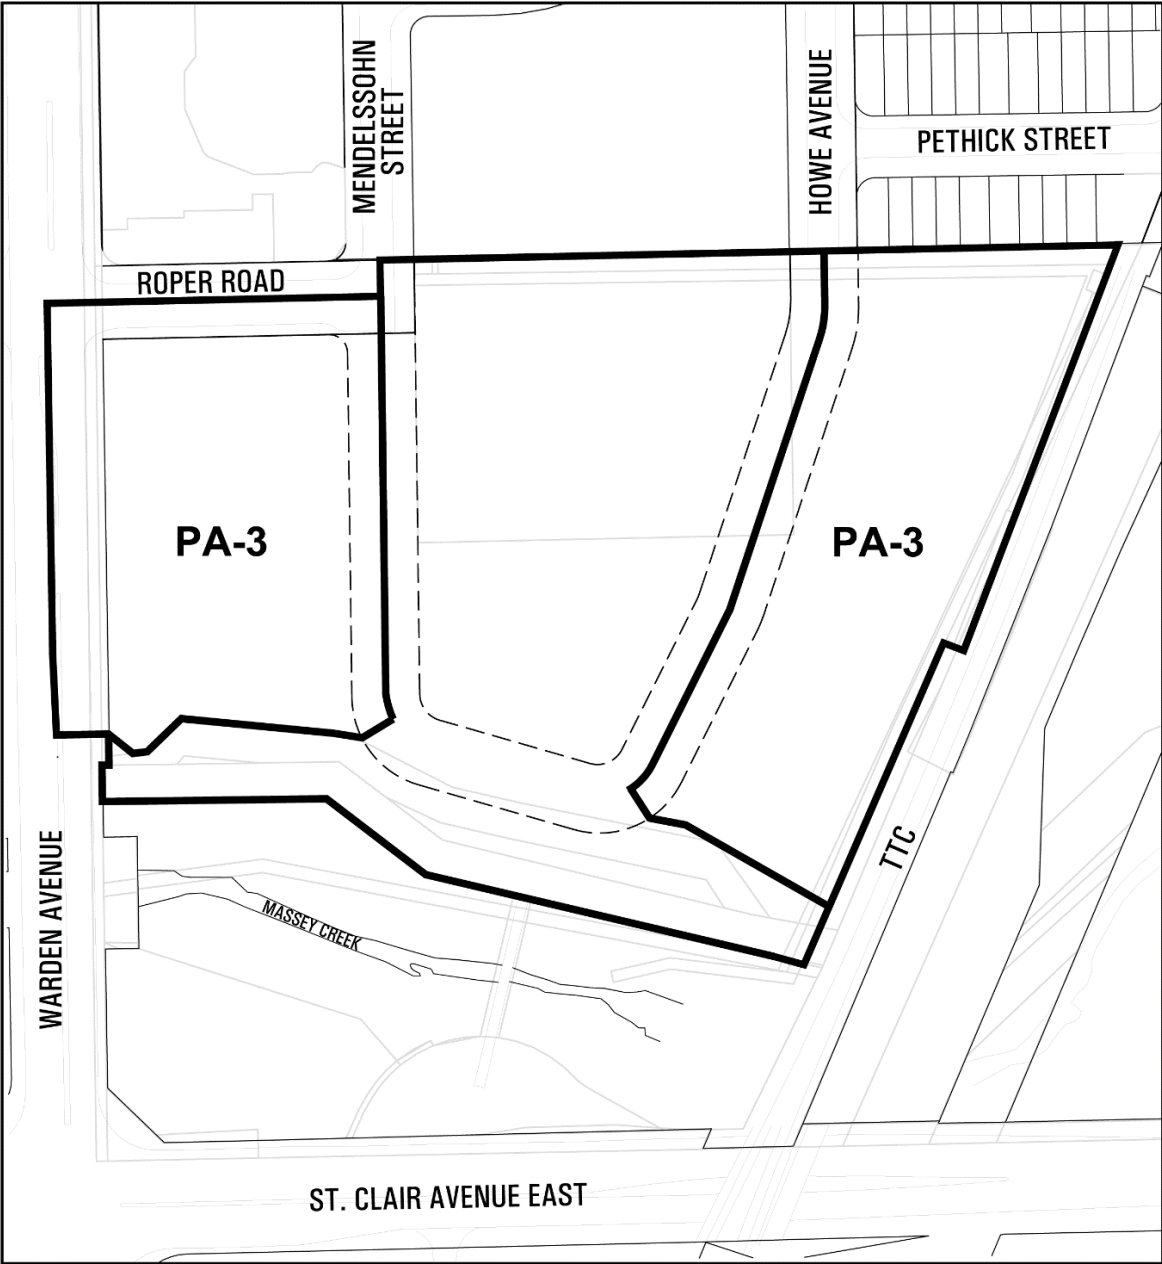 MENDELSSOHN
STREET
HOWE AVENUE
PETHICK STREET
ROPER ROAD
PA-3
PA-3
WARDEN AVENUE
TTC
MASSEY CREEK
ST. CLAIR AVENUE EAST